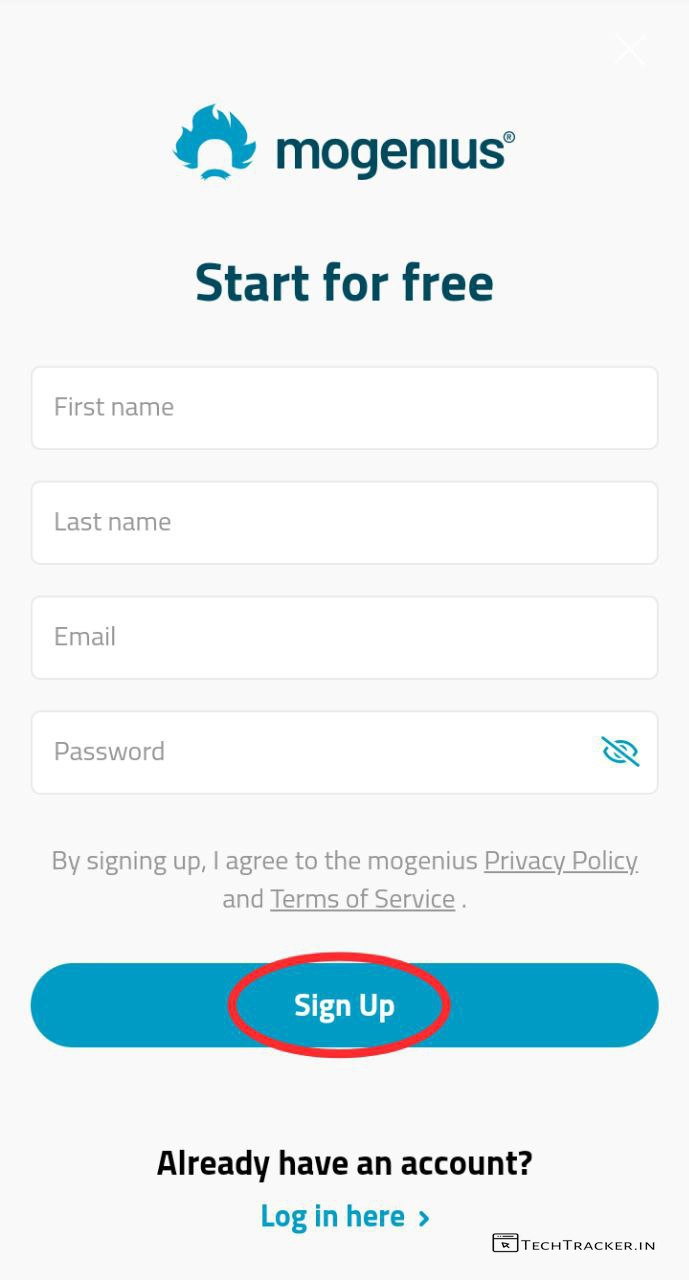 mogenius®
Start for free
First name
Last name
Email
Password
By signing up, I agree to the mogenius Privacy Policy
and Terms of Service .
Sign Up
Already have an account?
Log in here ›
TECHTRACKER.IN